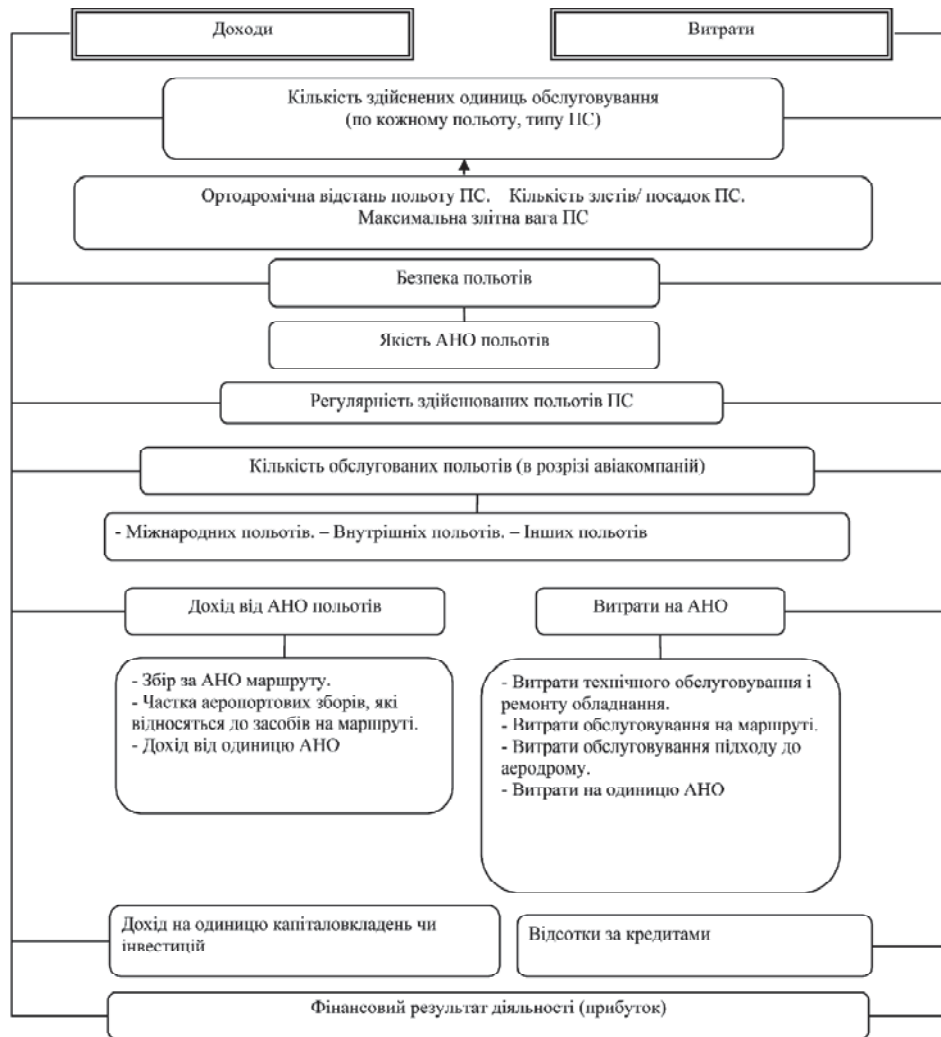 Доходи
Витрати
Кількість здійснених одиниць обслуговування
(по кожному польоту, типу ПС)
Ортодромічна відстань польоту ПС. Кількість злетів/ посадок ПС.
Максимальна злітна вага ПС
Безпека польотів
Якість АНО польотів
Регулярність здійснюваних польотів ПС
Кількість обслугованих польотів (в розрізі авіакомпаній)
- Міжнародних польотів. – Внутрішніх польотів. – Інших польотів
Дохід від АНО польотів
Витрати на АНО
- Збір за АНО маршруту.
- Частка аеропортових зборів, які
відносяться до засобів на маршруті.
- Дохід від одиницю АНО
- Витрати технічного обслуговування і
ремонту обладнання.
- Витрати обслуговування на маршруті.
- Витрати обслуговування підходу до
аеродрому.
- Витрати на одиницю АНО
Дохід на одиницю капіталовкладень чи
інвестицій
Відсотки за кредитами
Фінансовий результат діяльності (прибуток)